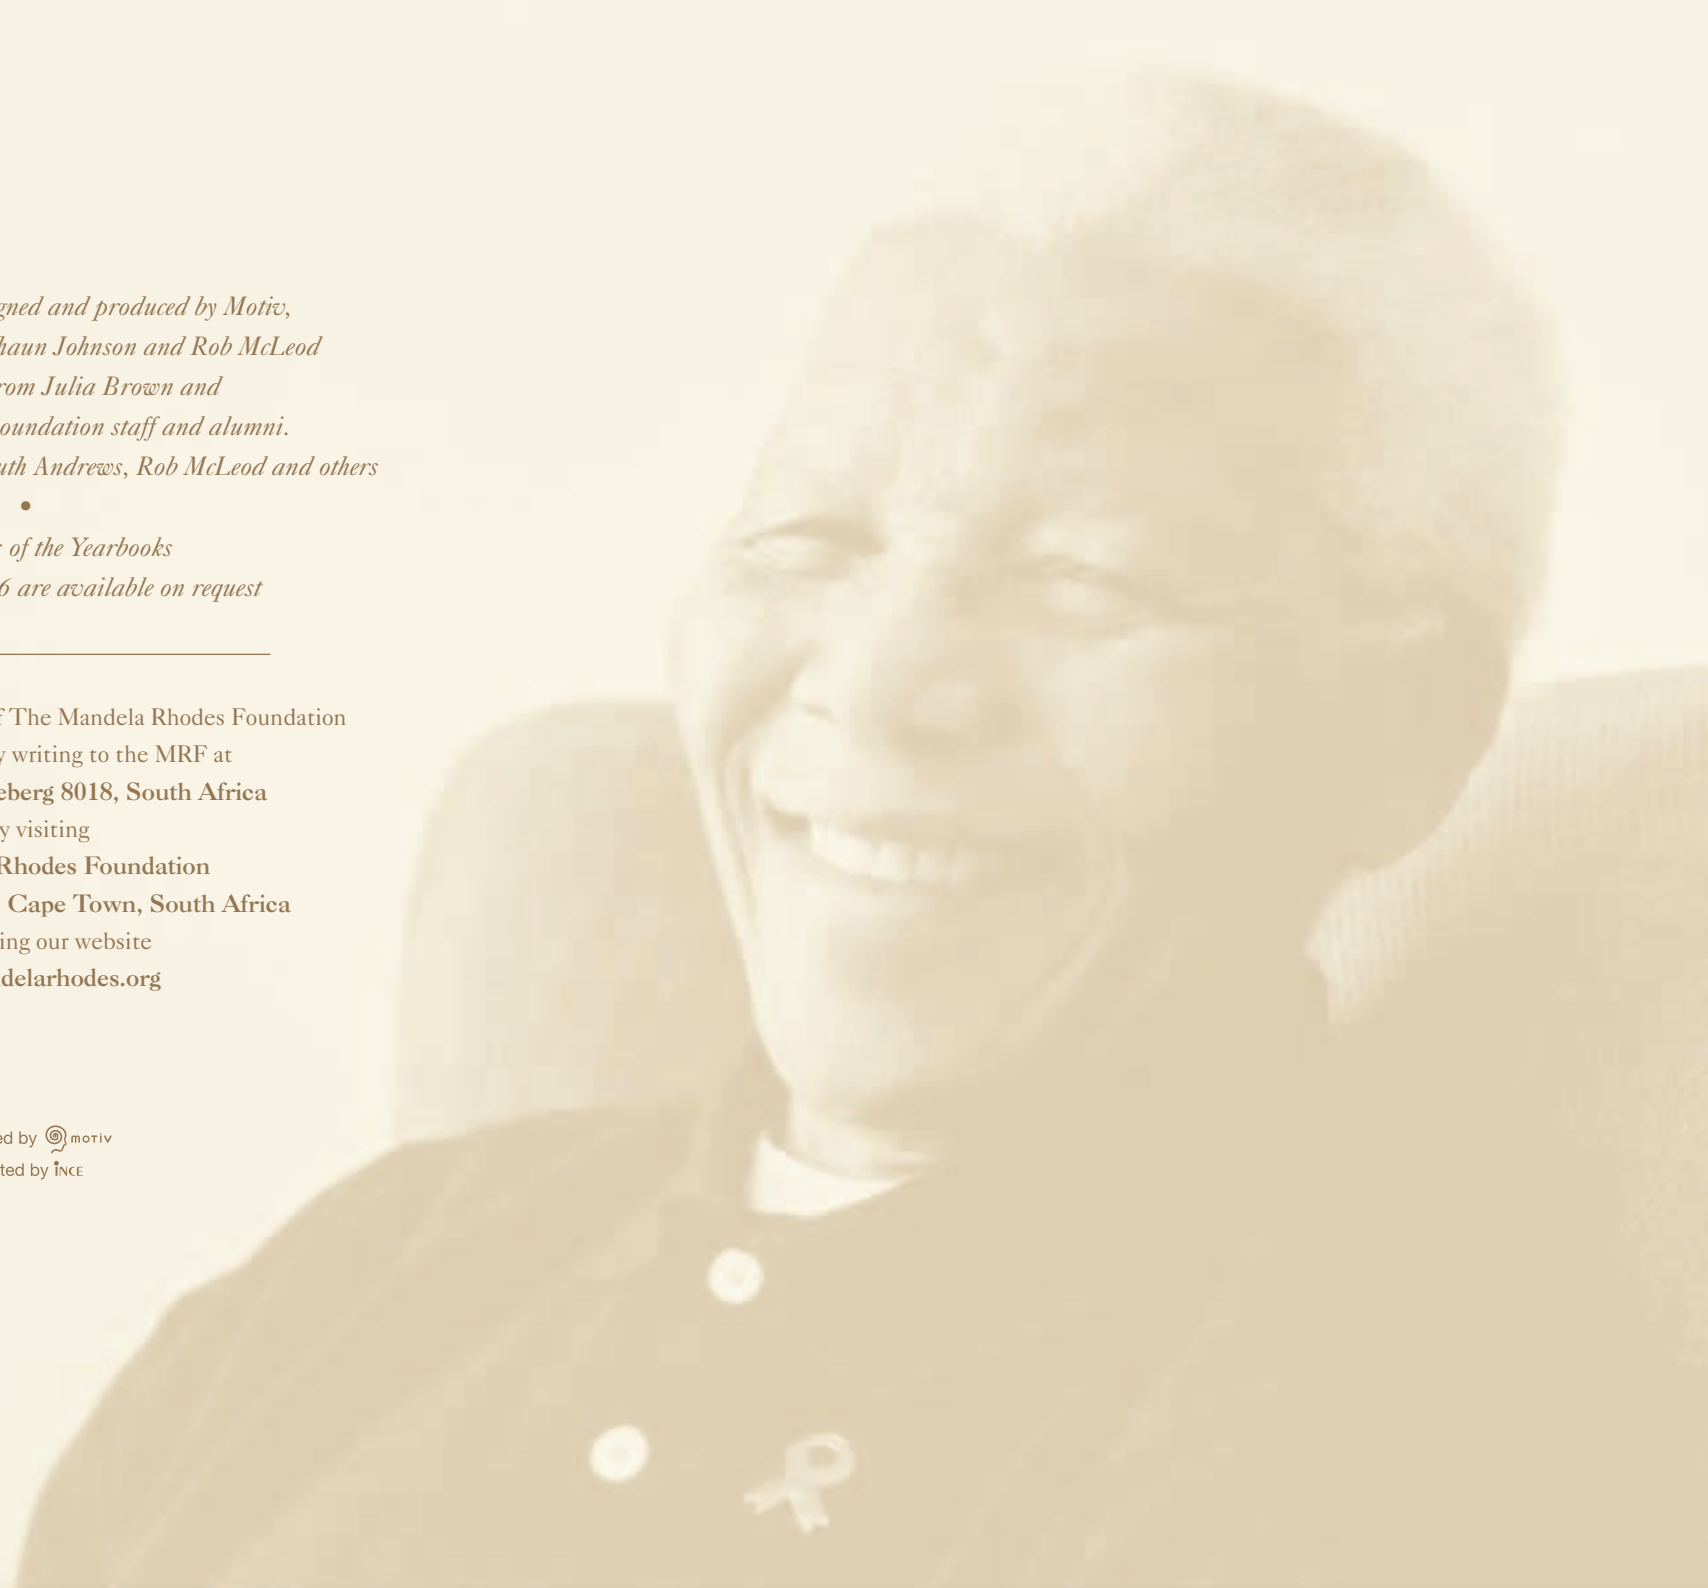 gned and produced by Motiv,
haun Johnson and Rob McLeod
rom Julia Brown and
oundation staff and alumni.
uth Andrews, Rob McLeod and others
•
of the Yearbooks
6 are available on request
f The Mandela Rhodes Foundation
y writing to the MRF at
eberg 8018, South Africa
y visiting
Rhodes Foundation
Cape Town, South Africa
ing our website
delarhodes.org
ed by motiv
ted by iNCE